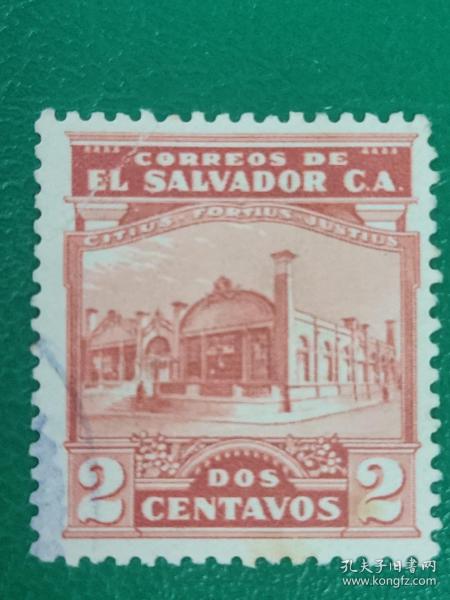 CORREOS DE
EL SALVADOR C.A.
CITIUS FORTIUS JUSTIUS
2 DOS 2
CENTAVOS
孔夫子旧书网
www.kongfz.com